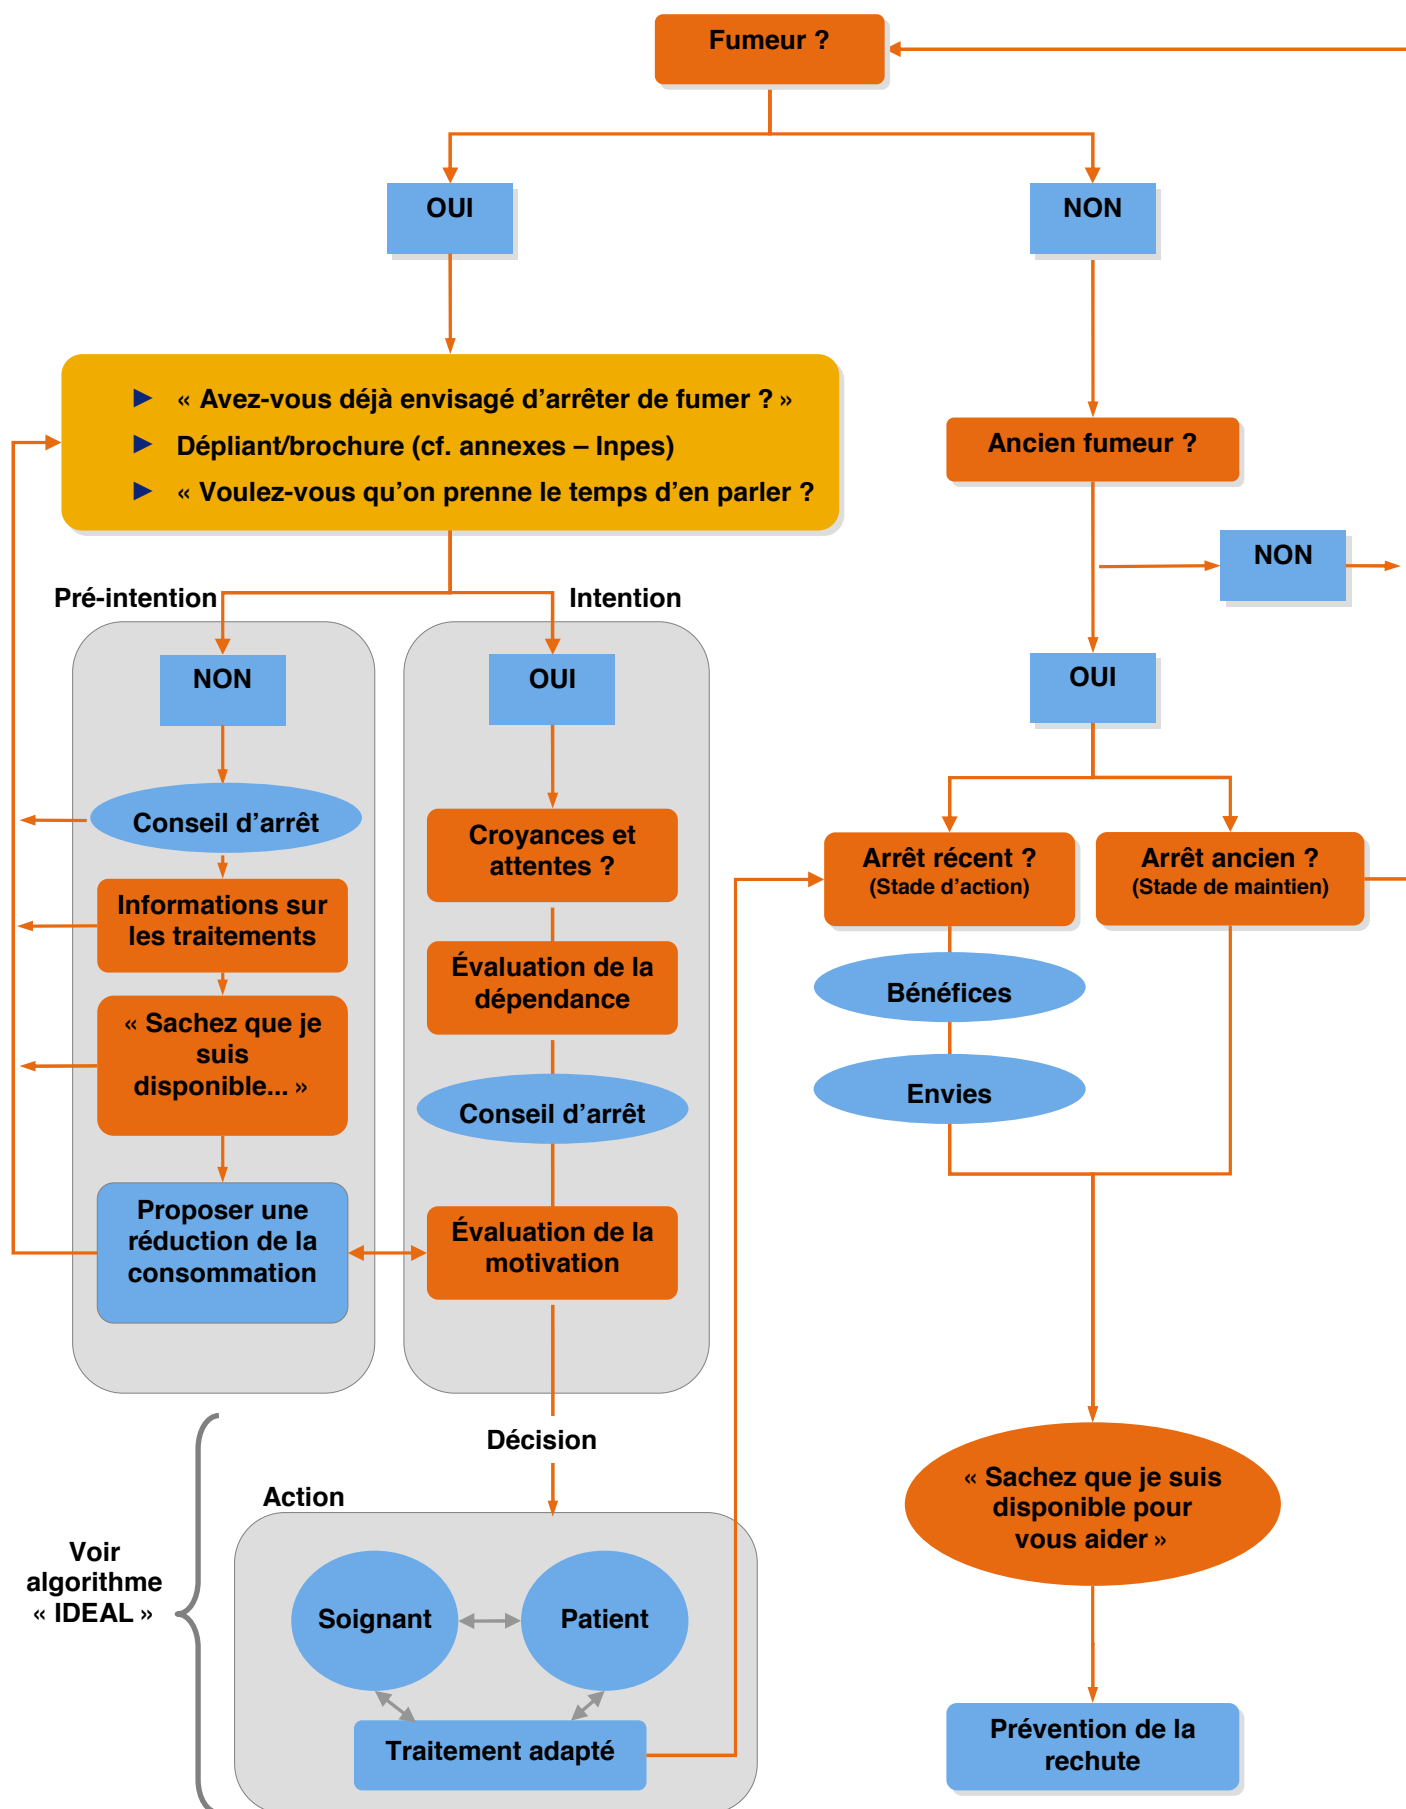 Fumeur ?
OUI
NON
► « Avez-vous déjà envisagé d’arrêter de fumer ? »
► Dépliant/brochure (cf. annexes – Inpes)
► « Voulez-vous qu’on prenne le temps d’en parler ?
Ancien fumeur ?
NON
Pré-intention
Intention
NON
OUI
OUI
Conseil d’arrêt
Informations sur
les traitements
« Sachez que je
suis
disponible... »
Proposer une
réduction de la
consommation
Croyances et
attentes ?
Évaluation de la
dépendance
Conseil d’arrêt
Évaluation de la
motivation
Arrêt récent ?
(Stade d’action)
Arrêt ancien ?
(Stade de maintien)
Bénéfices
Envies
Décision
Action
Voir
algorithme
« IDEAL »
Soignant
Patient
Traitement adapté
« Sachez que je suis
disponible pour
vous aider »
Prévention de la
rechute